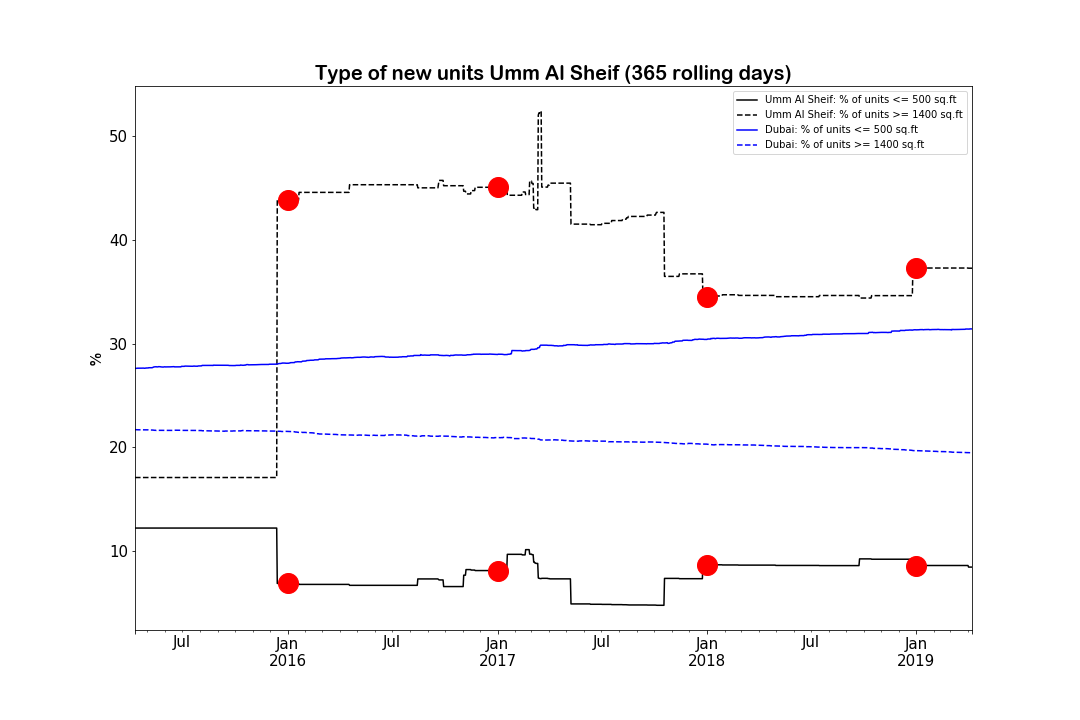 Type of new units Umm Al Sheif (365 rolling days)
Umm Al Sheif: % of units <= 500 sq.ft
Umm Al Sheif: % of units >= 1400 sq.ft
Dubai: % of units <= 500 sq.ft
Dubai: % of units >= 1400 sq.ft
50
40
30
20
10
%
Jul Jan Jul Jan Jul Jan Jul Jan
2016 2017 2018 2019